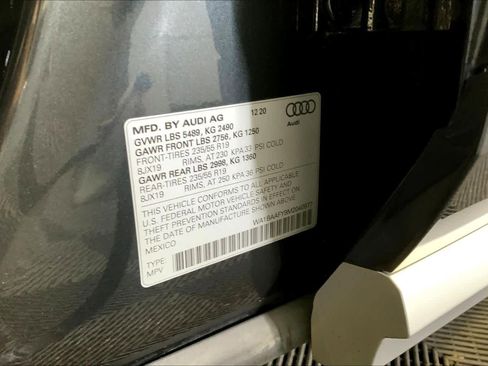 MFD. BY AUDI AG 12 20
GVWR LBS 5489, KG 2490
GAWR FRONT LBS 2756, KG 1250
FRONT-TIRES 235/55 R19
8JX19 RIMS, AT 230 KPA 33 PSI COLD
GAWR REAR LBS 2998, KG 1360
REAR-TIRES 235/55 R19
8JX19 RIMS, AT 250 KPA 36 PSI COLD
THIS VEHICLE CONFORMS TO ALL APPLICABLE
U.S. FEDERAL MOTOR VEHICLE SAFETY AND
THEFT PREVENTION STANDARDS IN EFFECT ON
THE DATE OF MANUFACTURE SHOWN ABOVE
MEXICO
TYPE:
MPV
Audi